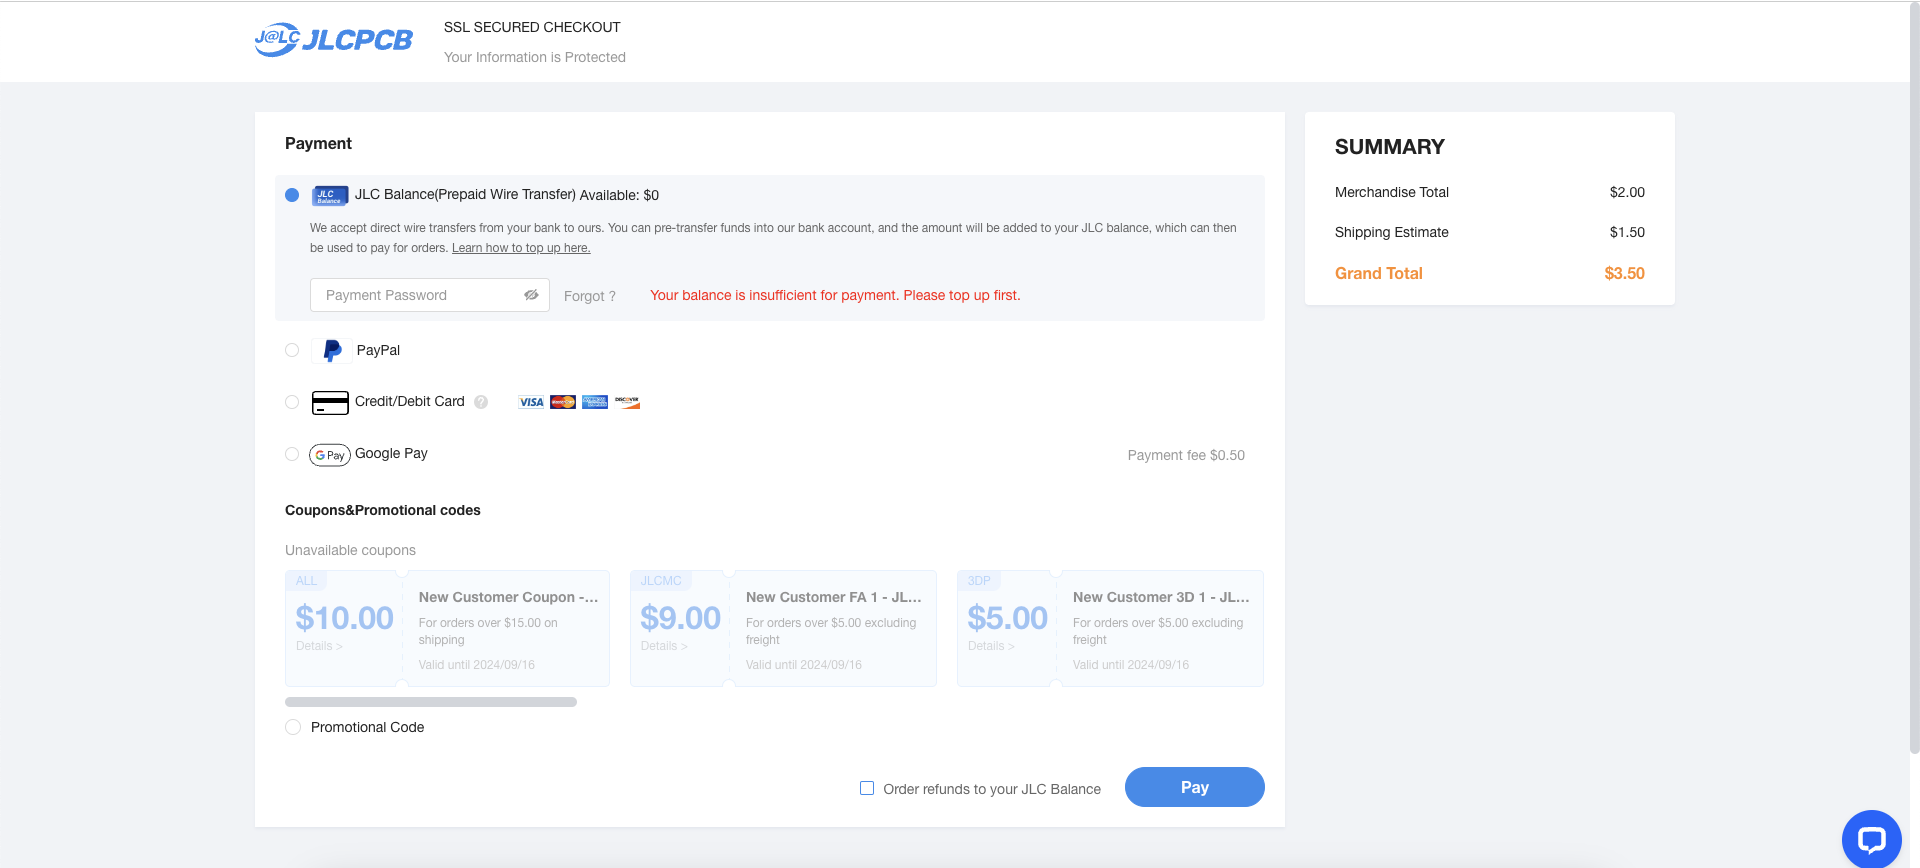 J@LC JLCPCB
SSL SECURED CHECKOUT
Your Information is Protected
Payment
JLC Balance
JLC Balance(Prepaid Wire Transfer) Available: $0
We accept direct wire transfers from your bank to ours. You can pre-transfer funds into our bank account, and the amount will be added to your JLC balance, which can then
be used to pay for orders. Learn how to top up here.
Payment Password
Forgot ?
Your balance is insufficient for payment. Please top up first.
PayPal
Credit/Debit Card ?
VISA MasterCard DISCOVER
G Pay Google Pay
Payment fee $0.50
Coupons&Promotional codes
Unavailable coupons
ALL
$10.00
Details >
New Customer Coupon -...
For orders over $15.00 on
shipping
Valid until 2024/09/16
JLCMC
$9.00
Details >
New Customer FA 1 - JL...
For orders over $5.00 excluding
freight
Valid until 2024/09/16
3DP
$5.00
Details >
New Customer 3D 1 - JL...
For orders over $5.00 excluding
freight
Valid until 2024/09/16
Promotional Code
Order refunds to your JLC Balance
Pay
SUMMARY
Merchandise Total $2.00
Shipping Estimate $1.50
Grand Total $3.50